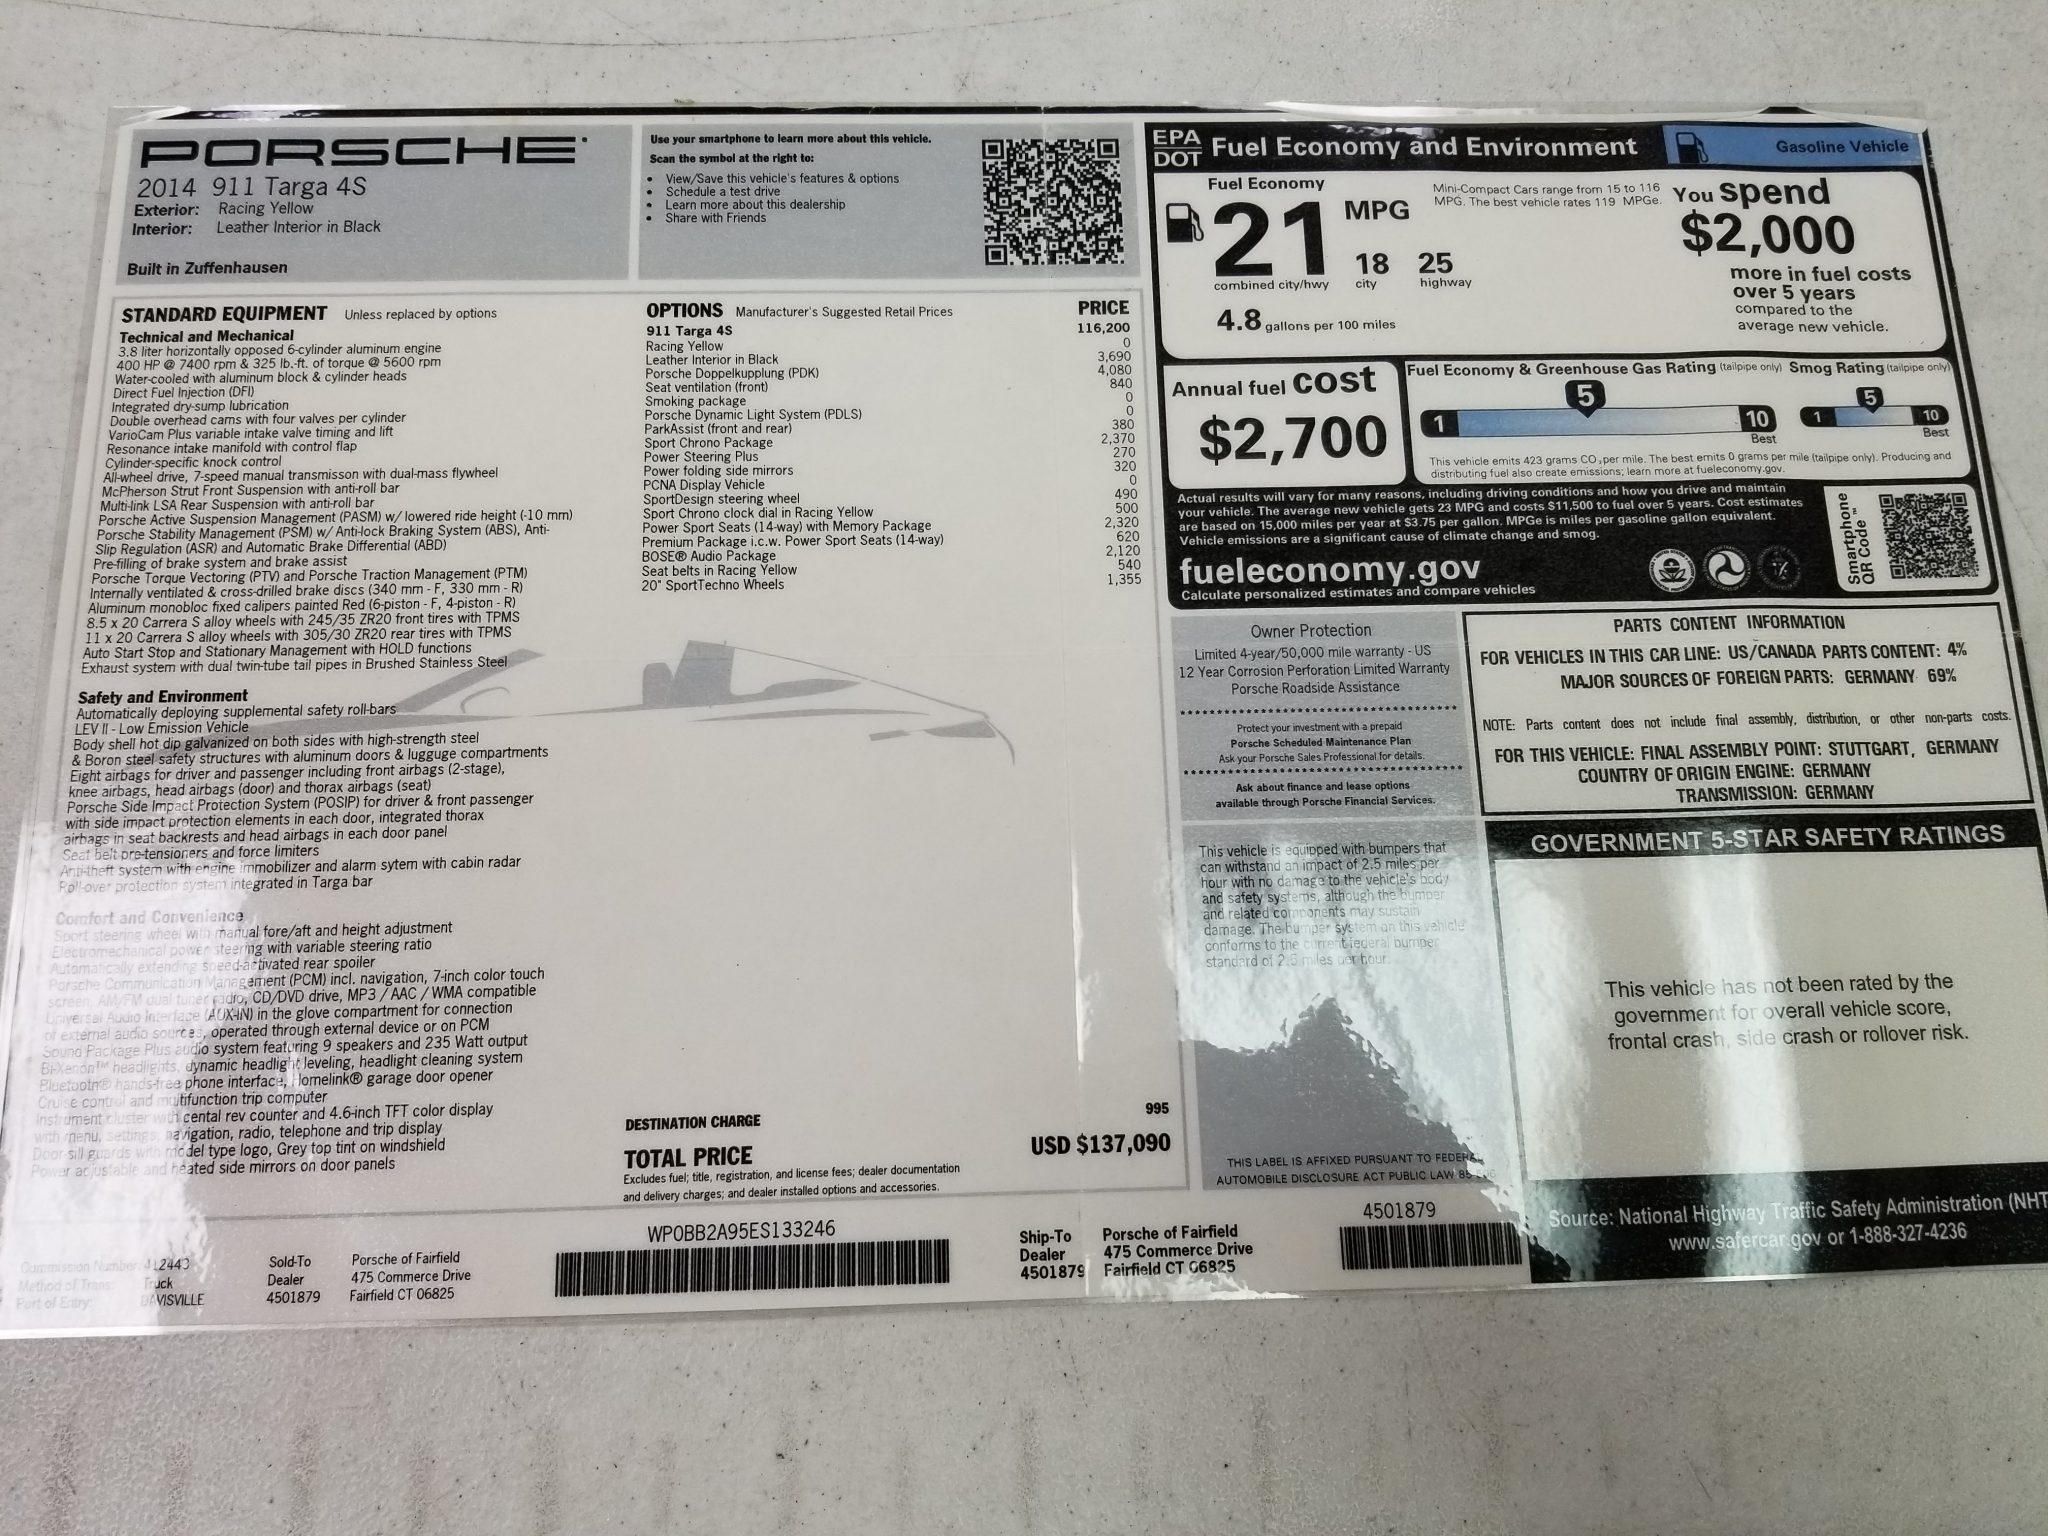 PORSCHE
2014 911 Targa 4S
Exterior: Racing Yellow
Interior: Leather Interior in Black
Built in Zuffenhausen
Use your smartphone to learn more about this vehicle.
Scan the symbol at the right to:
• View/Save this vehicle's features & options
• Schedule a test drive
• Learn more about this dealership
• Share with Friends
STANDARD EQUIPMENT Unless replaced by options
Technical and Mechanical
3.8 liter horizontally opposed 6-cylinder aluminum engine
400 HP @ 7400 rpm & 325 lb.-ft. of torque @ 5600 rpm
Water-cooled with aluminum block & cylinder heads
Direct Fuel Injection (DFI)
Integrated dry-sump lubrication
Double overhead cams with four valves per cylinder
VarioCam Plus variable intake valve timing and lift
Resonance intake manifold with control flap
Cylinder-specific knock control
All-wheel drive, 7-speed manual transmisson with dual-mass flywheel
McPherson Strut Front Suspension with anti-roll bar
Multi-link LSA Rear Suspension with anti-roll bar
Porsche Active Suspension Management (PASM) w/ lowered ride height (-10 mm)
Porsche Stability Management (PSM) w/ Anti-lock Braking System (ABS), Anti-
Slip Regulation (ASR) and Automatic Brake Differential (ABD)
Pre-filling of brake system and brake assist
Porsche Torque Vectoring (PTV) and Porsche Traction Management (PTM)
Internally ventilated & cross-drilled brake discs (340 mm - F, 330 mm - R)
Aluminum monobloc fixed calipers painted Red (6-piston - F, 4-piston - R)
8.5 x 20 Carrera S alloy wheels with 245/35 ZR20 front tires with TPMS
11 x 20 Carrera S alloy wheels with 305/30 ZR20 rear tires with TPMS
Auto Start Stop and Stationary Management with HOLD functions
Exhaust system with dual twin-tube tail pipes in Brushed Stainless Steel
Safety and Environment
Automatically deploying supplemental safety roll-bars
LEV II - Low Emission Vehicle
Body shell hot dip galvanized on both sides with high-strength steel
& Boron steel safety structures with aluminum doors & luggage compartments
Eight airbags for driver and passenger including front airbags (2-stage),
knee airbags, head airbags (door) and thorax airbags (seat)
Porsche Side Impact Protection System (POSIP) for driver & front passenger
with side impact protection elements in each door, integrated thorax
airbags in seat backrests and head airbags in each door panel
Seat belt pre-tensioners and force limiters
Anti-theft system with engine immobilizer and alarm sytem with cabin radar
Roll-over protection system integrated in Targa bar
Comfort and Convenience
Sport steering wheel with manual fore/aft and height adjustment
Electromechanical power steering with variable steering ratio
Automatically extending speed-activated rear spoiler
Porsche Communication Management (PCM) incl. navigation, 7-inch color touch
screen, AM/FM dual tuner radio, CD/DVD drive, MP3 / AAC / WMA compatible
Universal Audio Interface (AUX-IN) in the glove compartment for connection
of external audio sources, operated through external device or on PCM
Sound Package Plus audio system featuring 9 speakers and 235 Watt output
Bi-Xenon™ headlights, dynamic headlight leveling, headlight cleaning system
Bluetooth® hands-free phone interface, Homelink® garage door opener
Cruise control and multifunction trip computer
Instrument cluster with cental rev counter and 4.6-inch TFT color display
with menu, settings, navigation, radio, telephone and trip display
Door-sill guards with model type logo, Grey top tint on windshield
Power adjustable and heated side mirrors on door panels
OPTIONS Manufacturer's Suggested Retail Prices PRICE
911 Targa 4S 116,200
Racing Yellow 0
Leather Interior in Black 3,690
Porsche Doppelkupplung (PDK) 4,080
Seat ventilation (front) 840
Smoking package 0
Porsche Dynamic Light System (PDLS) 0
ParkAssist (front and rear) 380
Sport Chrono Package 2,370
Power Steering Plus 270
Power folding side mirrors 320
PCNA Display Vehicle 0
SportDesign steering wheel 490
Sport Chrono clock dial in Racing Yellow 500
Power Sport Seats (14-way) with Memory Package 2,320
Premium Package i.c.w. Power Sport Seats (14-way) 620
BOSE® Audio Package 2,120
Seat belts in Racing Yellow 540
20" SportTechno Wheels 1,355
DESTINATION CHARGE 995
TOTAL PRICE USD $137,090
Excludes fuel; title, registration, and license fees; dealer documentation
and delivery charges; and dealer installed options and accessories.
EPA
DOT
Fuel Economy and Environment
Gasoline Vehicle
Fuel Economy
21 MPG
combined city/hwy
18
city
25
highway
4.8 gallons per 100 miles
Mini-Compact Cars range from 15 to 116
MPG. The best vehicle rates 119 MPGe.
You spend
$2,000
more in fuel costs
over 5 years
compared to the
average new vehicle.
Annual fuel cost
$2,700
Fuel Economy & Greenhouse Gas Rating (tailpipe only)
1 5 10
Best
Smog Rating (tailpipe only)
1 5 10
Best
This vehicle emits 423 grams CO2 per mile. The best emits 0 grams per mile (tailpipe only). Producing and
distributing fuel also create emissions; learn more at fueleconomy.gov.
Actual results will vary for many reasons, including driving conditions and how you drive and maintain
your vehicle. The average new vehicle gets 23 MPG and costs $11,500 to fuel over 5 years. Cost estimates
are based on 15,000 miles per year at $3.75 per gallon. MPGe is miles per gasoline gallon equivalent.
Vehicle emissions are a significant cause of climate change and smog.
fueleconomy.gov
Calculate personalized estimates and compare vehicles
Smartphone
QR Code™
Owner Protection
Limited 4-year/50,000 mile warranty - US
12 Year Corrosion Perforation Limited Warranty
Porsche Roadside Assistance
Protect your investment with a prepaid
Porsche Scheduled Maintenance Plan
Ask your Porsche Sales Professional for details.
Ask about finance and lease options
available through Porsche Financial Services.
PARTS CONTENT INFORMATION
FOR VEHICLES IN THIS CAR LINE: US/CANADA PARTS CONTENT: 4%
MAJOR SOURCES OF FOREIGN PARTS: GERMANY 69%
NOTE: Parts content does not include final assembly, distribution, or other non-parts costs.
FOR THIS VEHICLE: FINAL ASSEMBLY POINT: STUTTGART, GERMANY
COUNTRY OF ORIGIN ENGINE: GERMANY
TRANSMISSION: GERMANY
This vehicle is equipped with bumpers that
can withstand an impact of 2.5 miles per
hour with no damage to the vehicle's body
and safety systems, although the bumper
and related components may sustain
damage. The bumper system on this vehicle
conforms to the current federal bumper
standard of 2.5 miles per hour.
THIS LABEL IS AFFIXED PURSUANT TO FEDERAL
AUTOMOBILE DISCLOSURE ACT PUBLIC LAW
GOVERNMENT 5-STAR SAFETY RATINGS
This vehicle has not been rated by the
government for overall vehicle score,
frontal crash, side crash or rollover risk.
Source: National Highway Traffic Safety Administration (NHT
www.safercar.gov or 1-888-327-4236
Commission Number: 412443
Method of Trans: Truck
Port of Entry: DAVISVILLE
Sold-To
Dealer
4501879
Porsche of Fairfield
475 Commerce Drive
Fairfield CT 06825
WP0BB2A95ES133246
Ship-To
Dealer
4501879
Porsche of Fairfield
475 Commerce Drive
Fairfield CT 06825
4501879